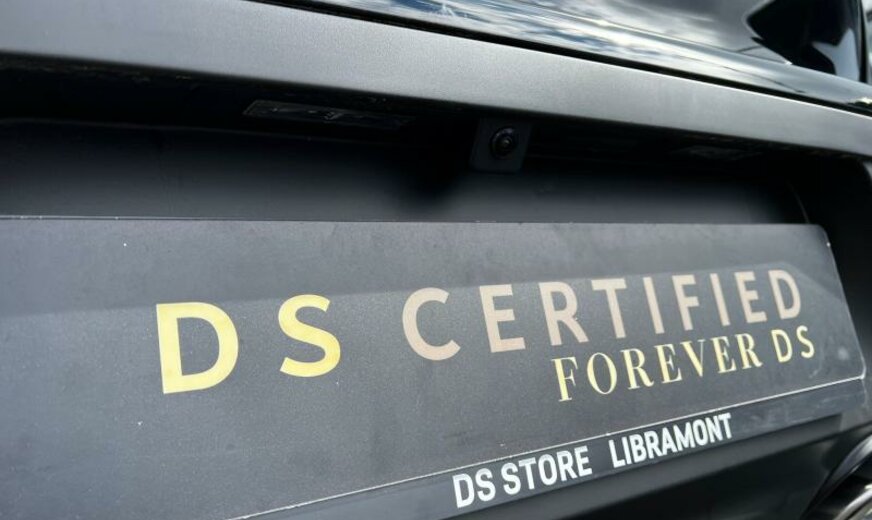 DS CERTIFIED
FOREVER DS
DS STORE LIBRAMONT